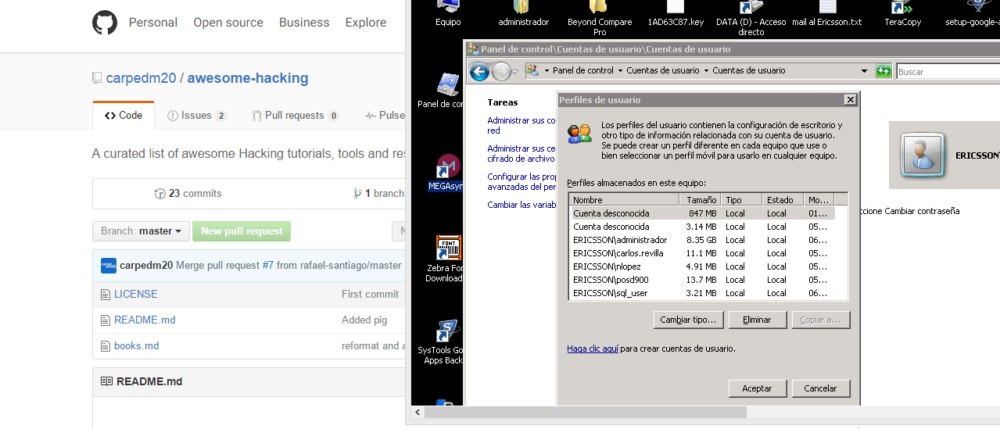 Personal Open source Business Explore
carpedm20 / awesome-hacking
Code Issues 2 Pull requests 0 Pulse
A curated list of awesome Hacking tutorials, tools and res
23 commits 1 branch
Branch: master New pull request
carpedm20 Merge pull request #7 from rafael-santiago/master
LICENSE First commit
README.md Added pig
books.md reformat and a
README.md
Equipo
administrador
Beyond Compare
Pro
1AD63C87.key
DATA (D) - Acceso
directo
mail al Ericsson.txt
TeraCopy
setup-google-a
Panel de co
MEGAsyn
FONT
Zebra Fon
Download
SysTools Go
Apps Back
Panel de control\Cuentas de usuario\Cuentas de usuario
Panel de control Cuentas de usuario Cuentas de usuario
Buscar
Tareas
Administrar sus co
red
Administrar sus ce
cifrado de archivo
Configurar las prop
avanzadas del per
Cambiar las variab
Perfiles de usuario
Los perfiles del usuario contienen la configuración de escritorio y
otro tipo de información relacionada con su cuenta de usuario.
Se puede crear un perfil diferente en cada equipo que use o
bien seleccionar un perfil móvil para usarlo en cualquier equipo.
Perfiles almacenados en este equipo:
Nombre Tamaño Tipo Estado Mo...
Cuenta desconocida 847 MB Local Local 01...
Cuenta desconocida 3.14 MB Local Local 05...
ERICSSON\administrador 8.35 GB Local Local 06...
ERICSSON\carlos.revilla 11.1 MB Local Local 05...
ERICSSON\nlopez 4.91 MB Local Local 05...
ERICSSON\posd900 13.7 MB Local Local 05...
ERICSSON\sql_user 3.21 MB Local Local 06...
Cambiar tipo... Eliminar Copiar a...
Haga clic aquí para crear cuentas de usuario.
Aceptar Cancelar
ERICSSON
ccione Cambiar contraseña